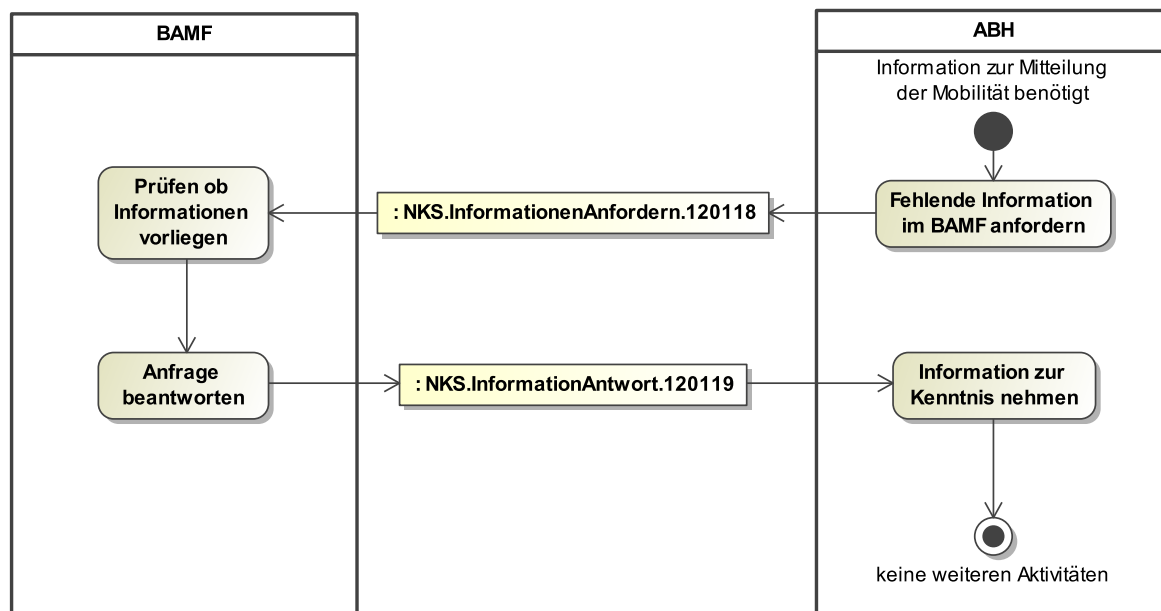 BAMF
ABH
Information zur Mitteilung
der Mobilität benötigt
Prüfen ob
Informationen
vorliegen
: NKS.InformationenAnfordern.120118
Fehlende Information
im BAMF anfordern
Anfrage
beantworten
: NKS.InformationAntwort.120119
Information zur
Kenntnis nehmen
keine weiteren Aktivitäten